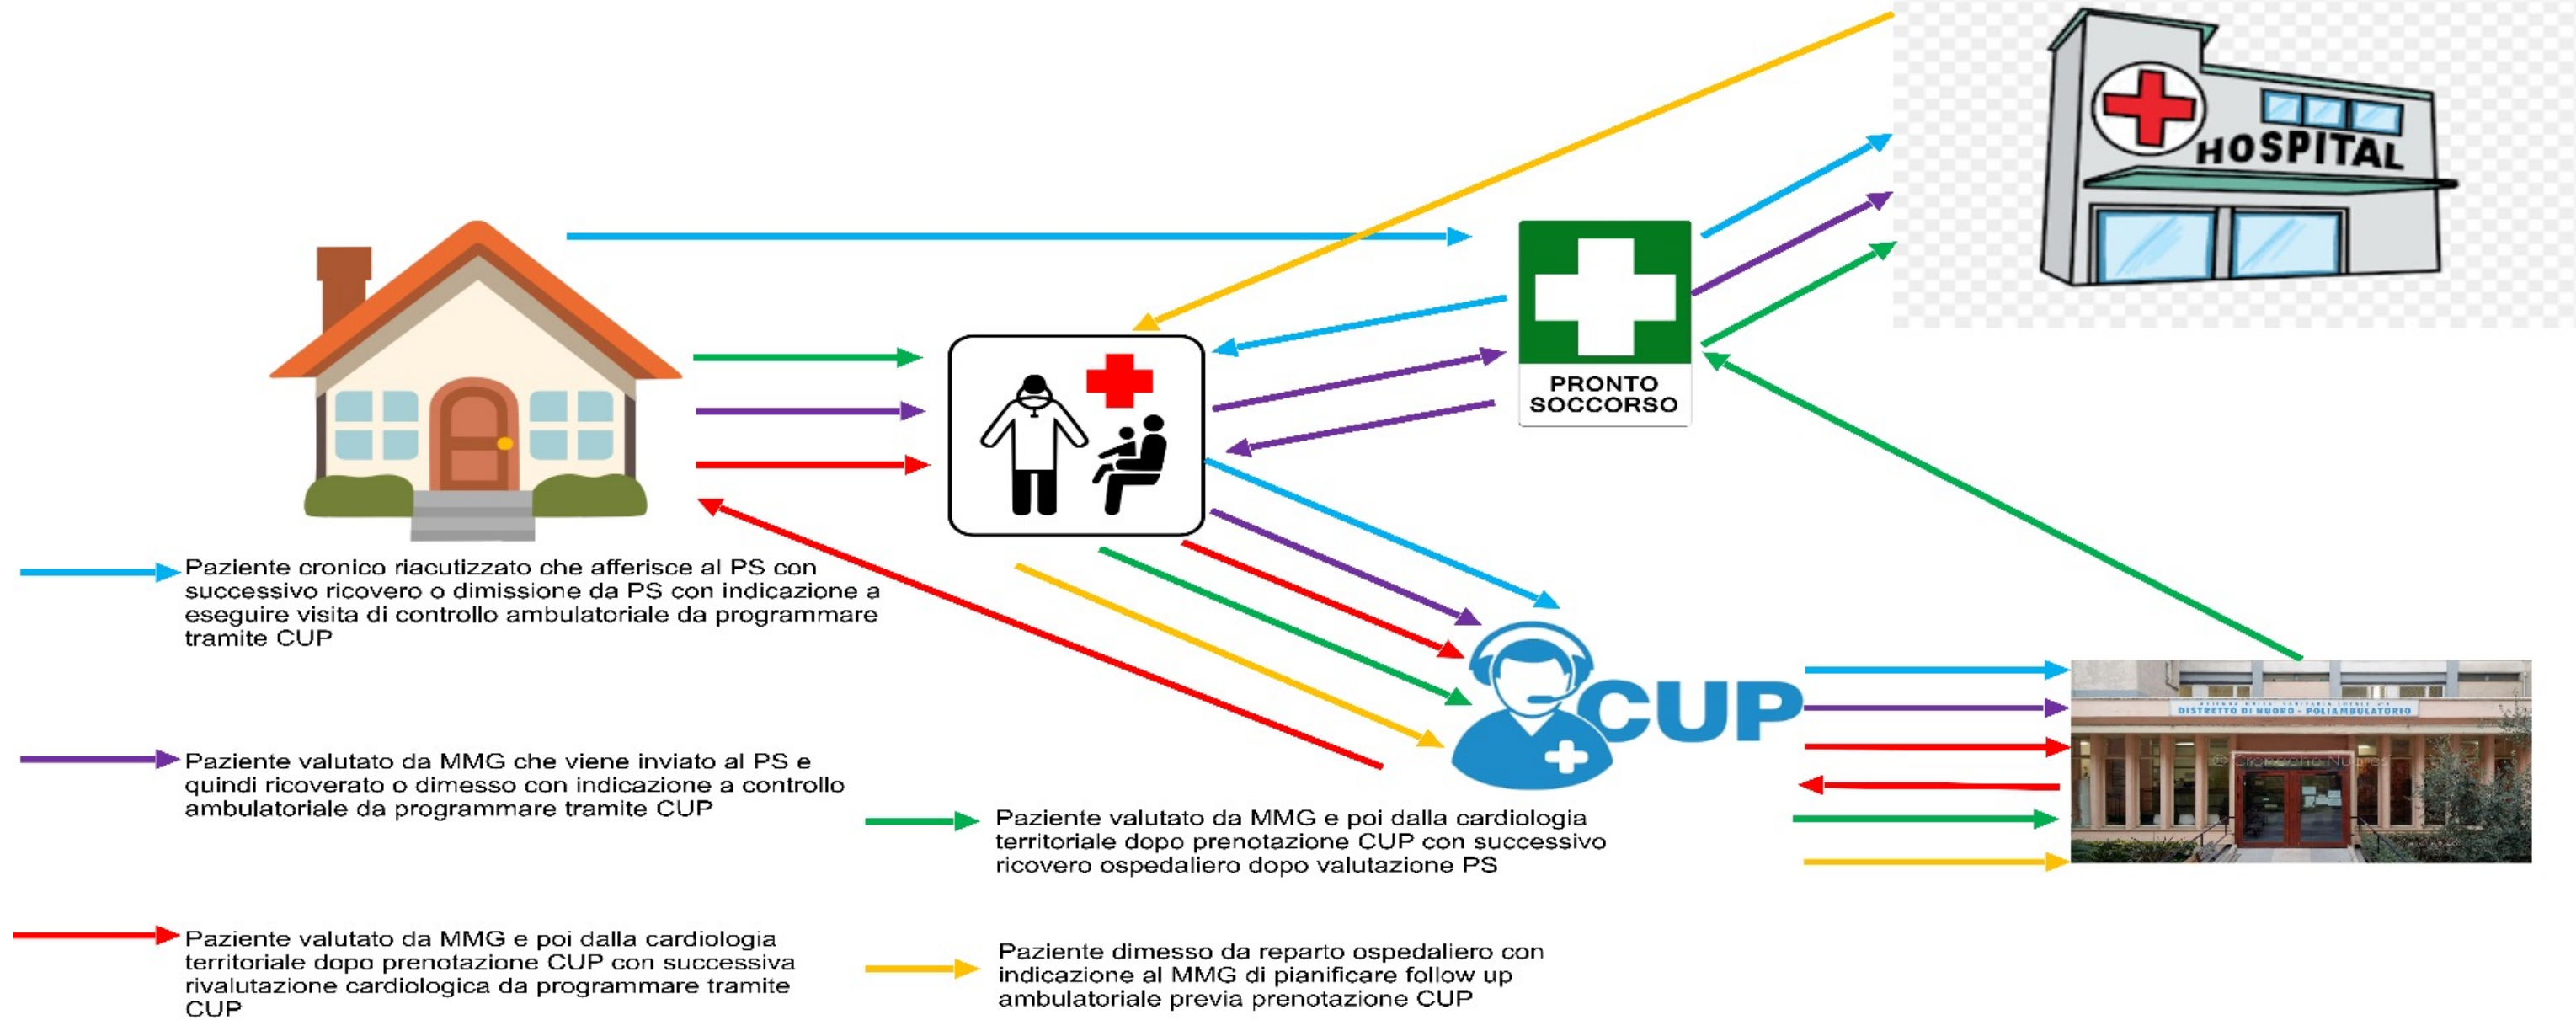 HOSPITAL
PRONTO
SOCCORSO
Paziente cronico riacutizzato che afferisce al PS con
successivo ricovero o dimissione da PS con indicazione a
eseguire visita di controllo ambulatoriale da programmare
tramite CUP
CUP
DISTRETTO DI NUORO - POLIAMBULATORIO
Paziente valutato da MMG che viene inviato al PS e
quindi ricoverato o dimesso con indicazione a controllo
ambulatoriale da programmare tramite CUP
Paziente valutato da MMG e poi dalla cardiologia
territoriale dopo prenotazione CUP con successivo
ricovero ospedaliero dopo valutazione PS
Paziente valutato da MMG e poi dalla cardiologia
territoriale dopo prenotazione CUP con successiva
rivalutazione cardiologica da programmare tramite
CUP
Paziente dimesso da reparto ospedaliero con
indicazione al MMG di pianificare follow up
ambulatoriale previa prenotazione CUP